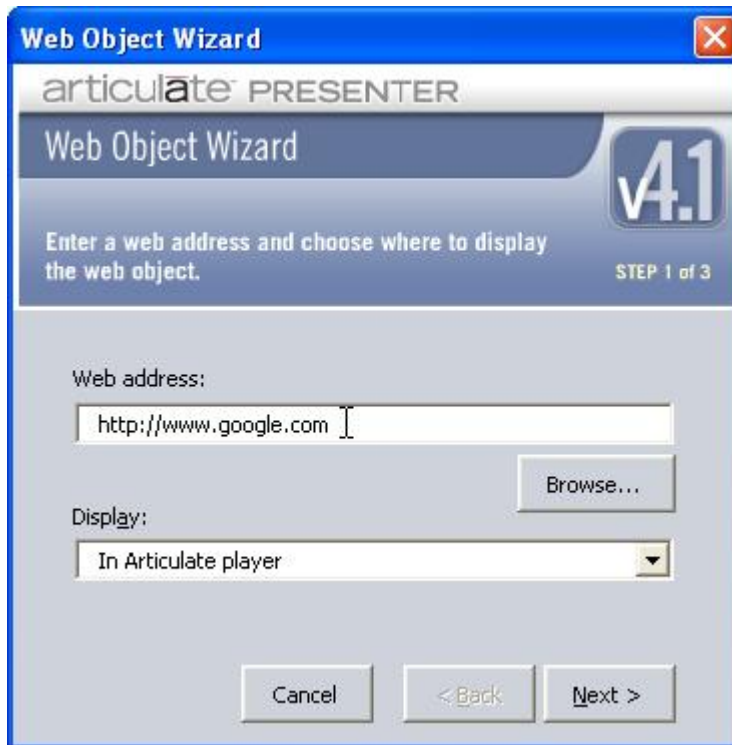 Web Object Wizard
articulāte PRESENTER
Web Object Wizard
v4.1
Enter a web address and choose where to display
the web object.
STEP 1 of 3
Web address:
http://www.google.com
Browse...
Display:
In Articulate player
Cancel
< Back
Next >